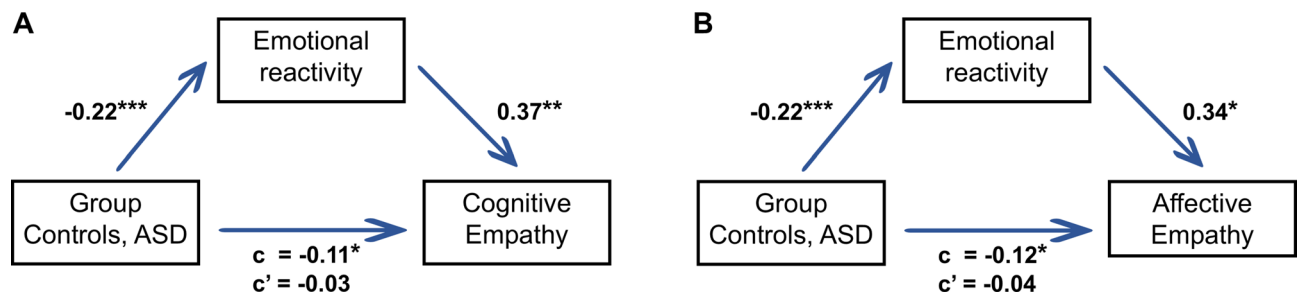 A
Emotional
reactivity
-0.22***
0.37**
Group
Controls, ASD
Cognitive
Empathy
c = -0.11*
c' = -0.03
B
Emotional
reactivity
-0.22***
0.34*
Group
Controls, ASD
Affective
Empathy
c = -0.12*
c' = -0.04